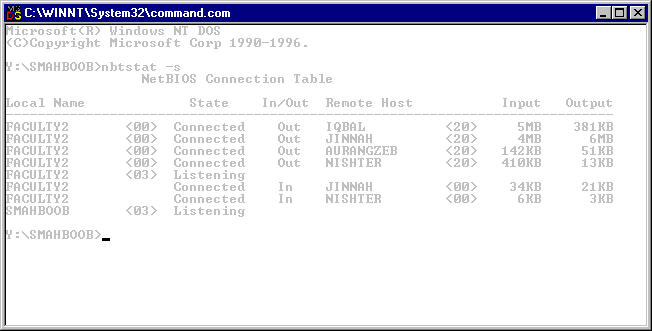 C:\WINNT\System32\command.com
Microsoft(R) Windows NT DOS
(C)Copyright Microsoft Corp 1990-1996.
Y:\SMAHBOOB>nbtstat -s
NetBIOS Connection Table
Local Name State In/Out Remote Host Input Output
FACULTY2 <00> Connected Out IQBAL <20> 5MB 381KB
FACULTY2 <00> Connected Out JINNAH <20> 4MB 6MB
FACULTY2 <00> Connected Out AURANGZEB <20> 142KB 51KB
FACULTY2 <00> Connected Out NISHTER <20> 410KB 13KB
FACULTY2 <03> Listening
FACULTY2 Connected In JINNAH <00> 34KB 21KB
FACULTY2 Connected In NISHTER <00> 6KB 3KB
SMAHBOOB <03> Listening
Y:\SMAHBOOB>